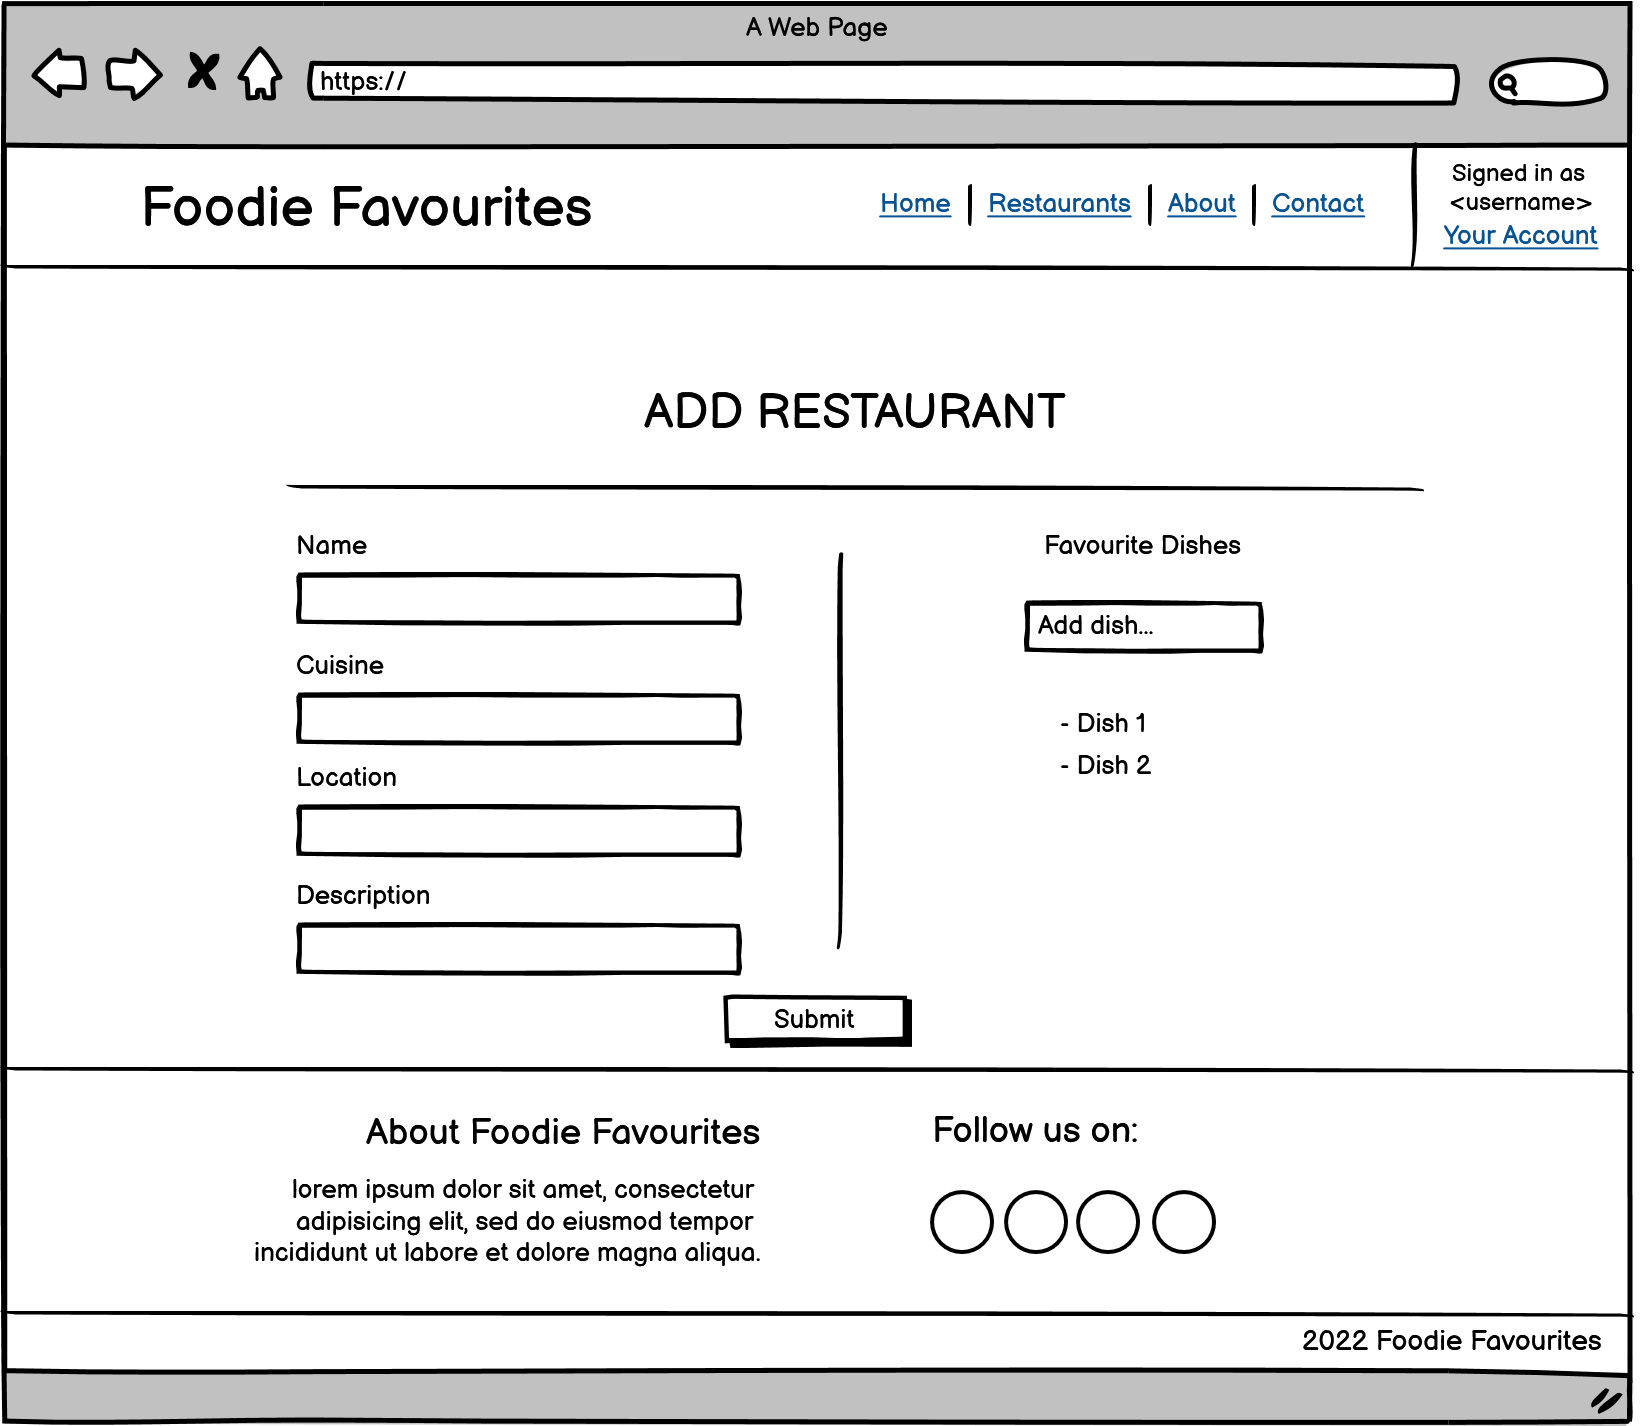 A Web Page
https://
Foodie Favourites
Home
Restaurants
About
Contact
Signed in as
<username>
Your Account
ADD RESTAURANT
Name
Cuisine
Location
Description
Favourite Dishes
Add dish...
- Dish 1
- Dish 2
Submit
About Foodie Favourites
lorem ipsum dolor sit amet, consectetur
adipisicing elit, sed do eiusmod tempor
incididunt ut labore et dolore magna aliqua.
Follow us on:
2022 Foodie Favourites